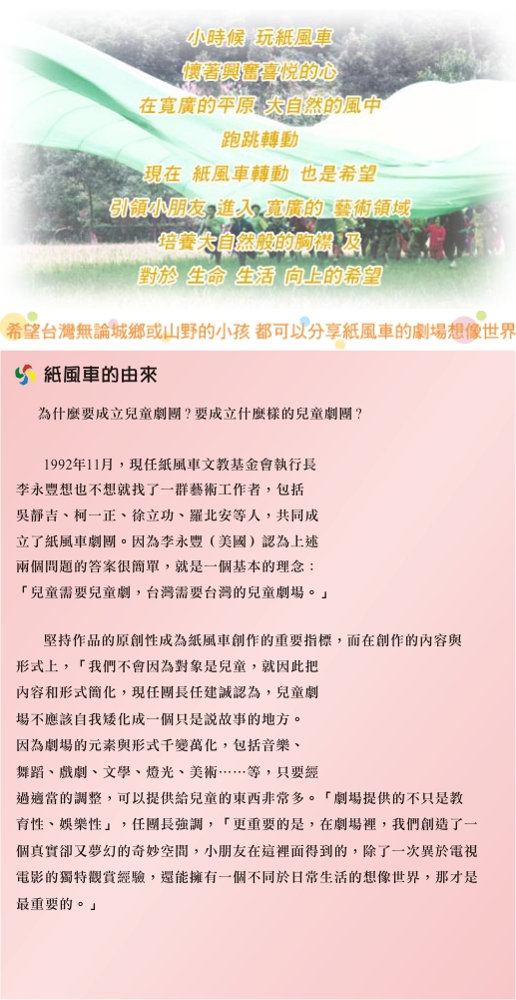 小時候 玩紙風車
懷著興奮喜悅的心
在寬廣的平原 大自然的風中
跑跳轉動
現在 紙風車轉動 也是希望
引領小朋友 進入 寬廣的 藝術領域
培養大自然般的胸襟 及
對於 生命 生活 向上的希望
希望台灣無論城鄉或山野的小孩 都可以分享紙風車的劇場想像世界
紙風車的由來
為什麼要成立兒童劇團？要成立什麼樣的兒童劇團？
1992年11月，現任紙風車文教基金會執行長
李永豐想也不想就找了一群藝術工作者，包括
吳靜吉、柯一正、徐立功、羅北安等人，共同成
立了紙風車劇團。因為李永豐（美國）認為上述
兩個問題的答案很簡單，就是一個基本的理念：
「兒童需要兒童劇，台灣需要台灣的兒童劇場。」
堅持作品的原創性成為紙風車創作的重要指標，而在創作的內容與
形式上，「我們不會因為對象是兒童，就因此把
內容和形式簡化，現任團長任建誠認為，兒童劇
場不應該自我矮化成一個只是說故事的地方。
因為劇場的元素與形式千變萬化，包括音樂、
舞蹈、戲劇、文學、燈光、美術……等，只要經
過適當的調整，可以提供給兒童的東西非常多。「劇場提供的不只是教
育性、娛樂性」，任團長強調，「更重要的是，在劇場裡，我們創造了一
個真實卻又夢幻的奇妙空間，小朋友在這裡面得到的，除了一次異於電視
電影的獨特觀賞經驗，還能擁有一個不同於日常生活的想像世界，那才是
最重要的。」